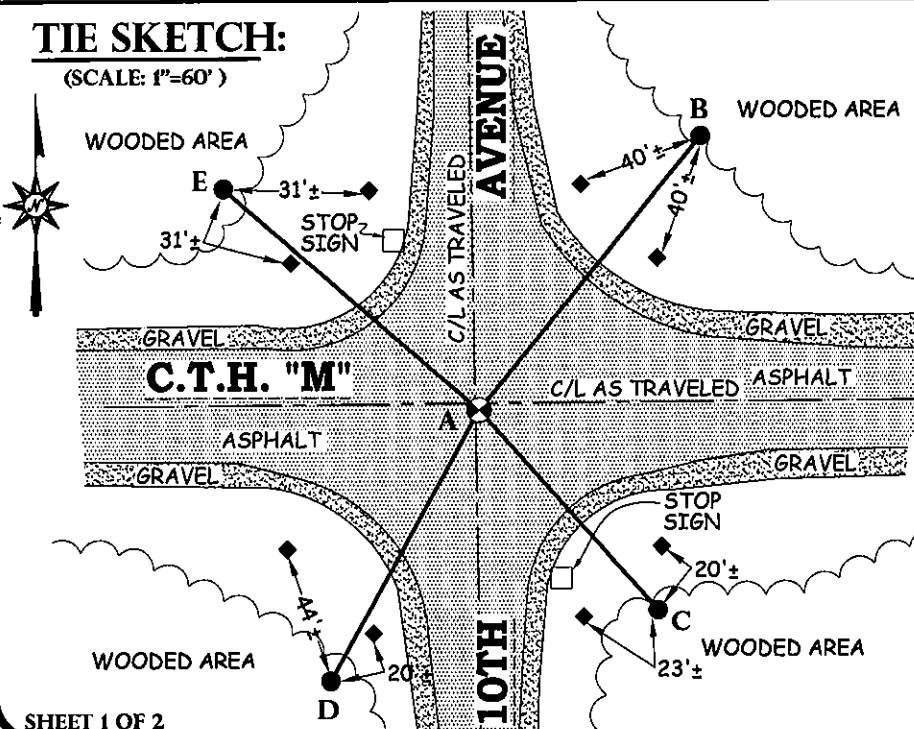 TIE SKETCH:
(SCALE: 1"=60' )
WOODED AREA
B
WOODED AREA
AVENUE
C/L AS TRAVELED
40'±
40'±
E
31'±
STOP
SIGN
31'±
N
GRAVEL
GRAVEL
C.T.H. "M"
C/L AS TRAVELED
ASPHALT
A
ASPHALT
GRAVEL
GRAVEL
STOP
SIGN
20'±
44'±
C
WOODED AREA
WOODED AREA
23'±
20'±
D
10TH
SHEET 1 OF 2